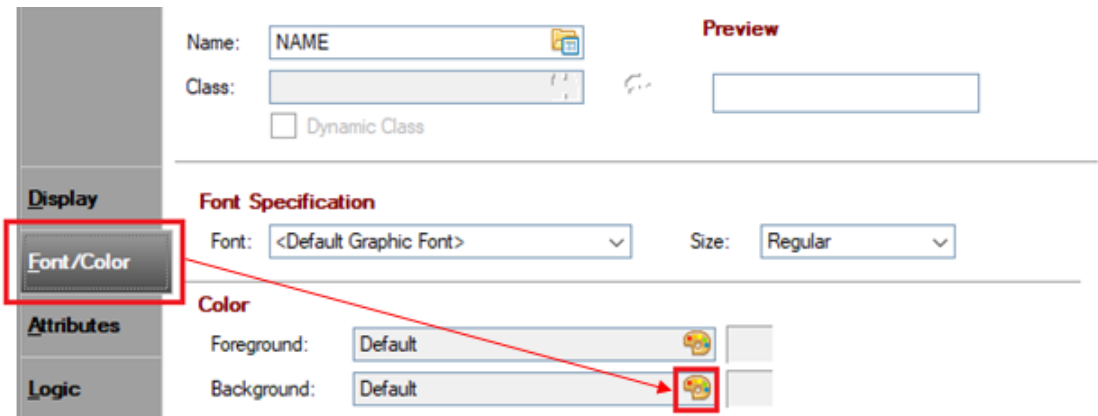 Name: NAME Preview
Class:
Dynamic Class
Display
Font Specification
Font: <Default Graphic Font> Size: Regular
Font/Color
Color
Attributes
Foreground: Default
Logic
Background: Default